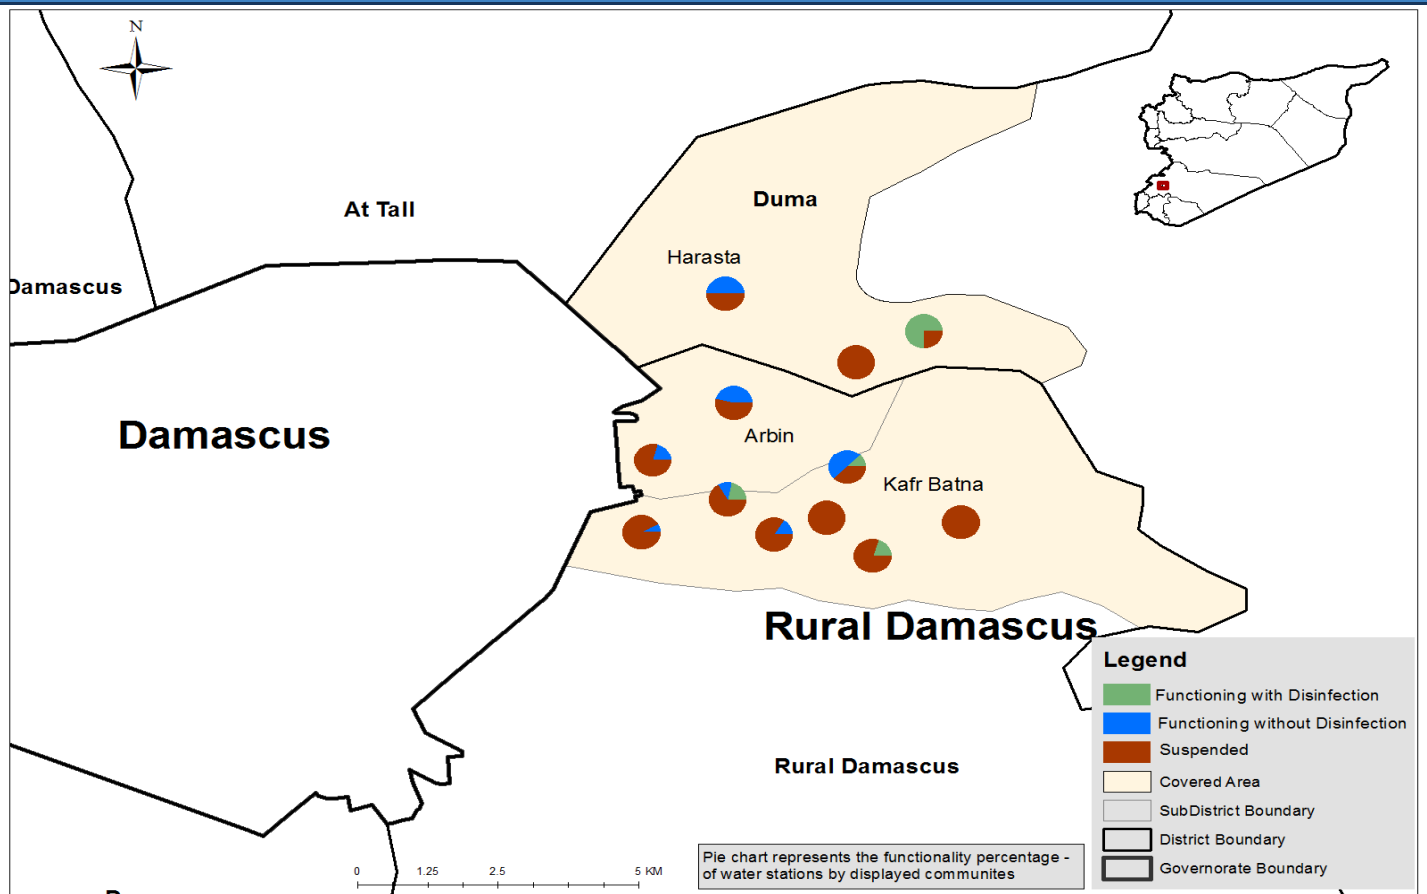 N
At Tall
Duma
Harasta
Damascus
Damascus
Arbin
Kafr Batna
Rural Damascus
Legend
Functioning with Disinfection
Functioning without Disinfection
Suspended
Covered Area
SubDistrict Boundary
District Boundary
Governorate Boundary
Rural Damascus
Pie chart represents the functionality percentage -
of water stations by displayed communites
0 1.25 2.5 5 KM